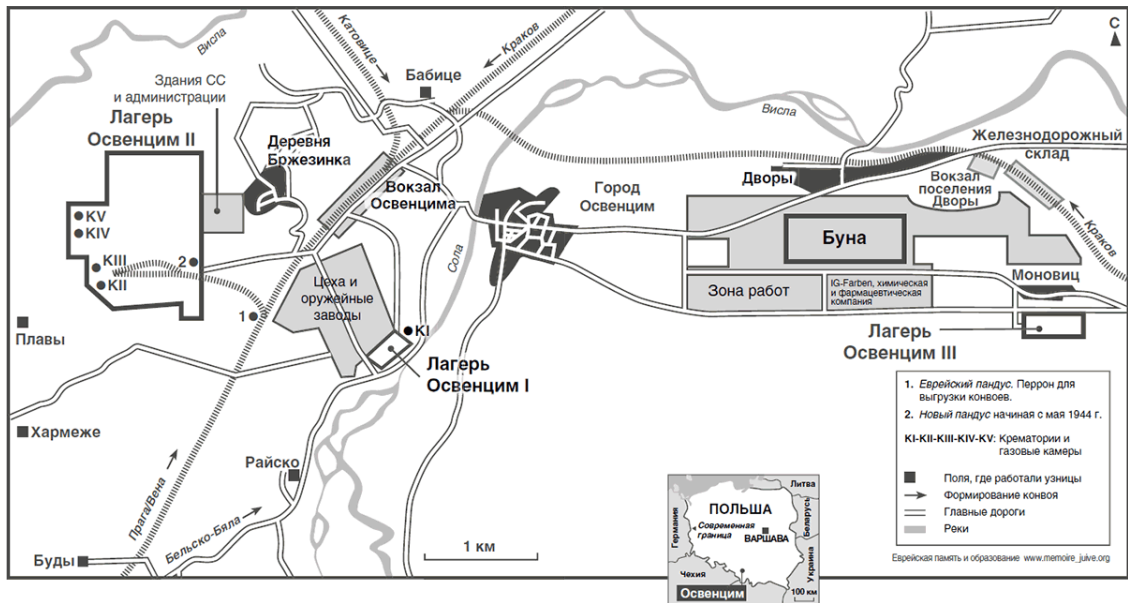 С
Висла
Катовице
Краков
Бабице
Здания СС
и администрации
Лагерь
Освенцим II
Деревня
Бржезинка
Вокзал
Освенцима
Висла
Город
Освенцим
Дворы
Железнодорожный
склад
Вокзал
поселения
Дворы
Краков
KV
KIV
KIII
KII
2
1
Сола
Буна
Моновиц
Зона работ
IG-Farben, химическая
и фармацевтическая
компания
Цеха и
оружейные
заводы
KI
Плавы
Лагерь
Освенцим I
Лагерь
Освенцим III
Хармеже
Райско
Прага/Вена
Бельско-Бяла
Буды
1 км
1. Еврейский пандус. Перрон для
выгрузки конвоев.
2. Новый пандус начиная с мая 1944 г.
KI-KII-KIII-KIV-KV: Крематории и
газовые камеры
Поля, где работали узницы
Формирование конвоя
Главные дороги
Реки
Еврейская память и образование www.memoire_juive.org
Литва
ПОЛЬША
Германия
Современная
граница
ВАРШАВА
Беларусь
Украина
Чехия
Освенцим
100 км